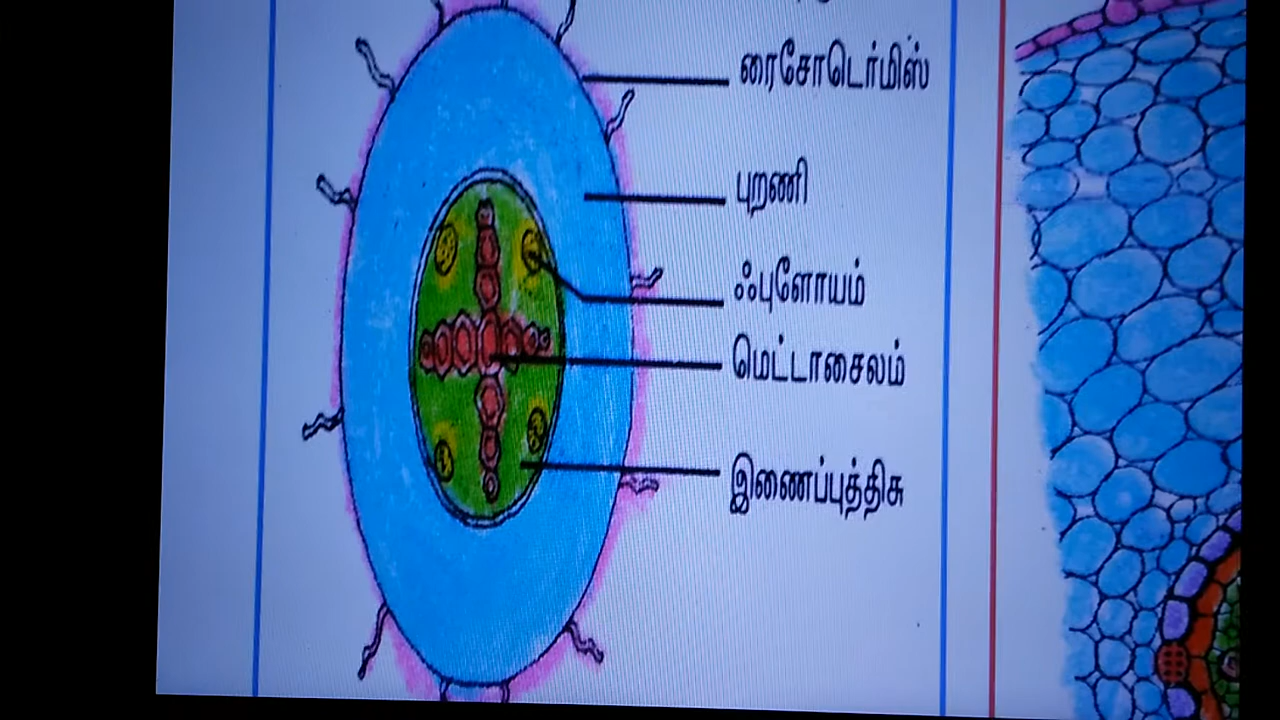 ரைசோடெர்மிஸ்
புறணி
ஃபுளோயம்
மெட்டாசைலம்
இணைப்புத்திசு